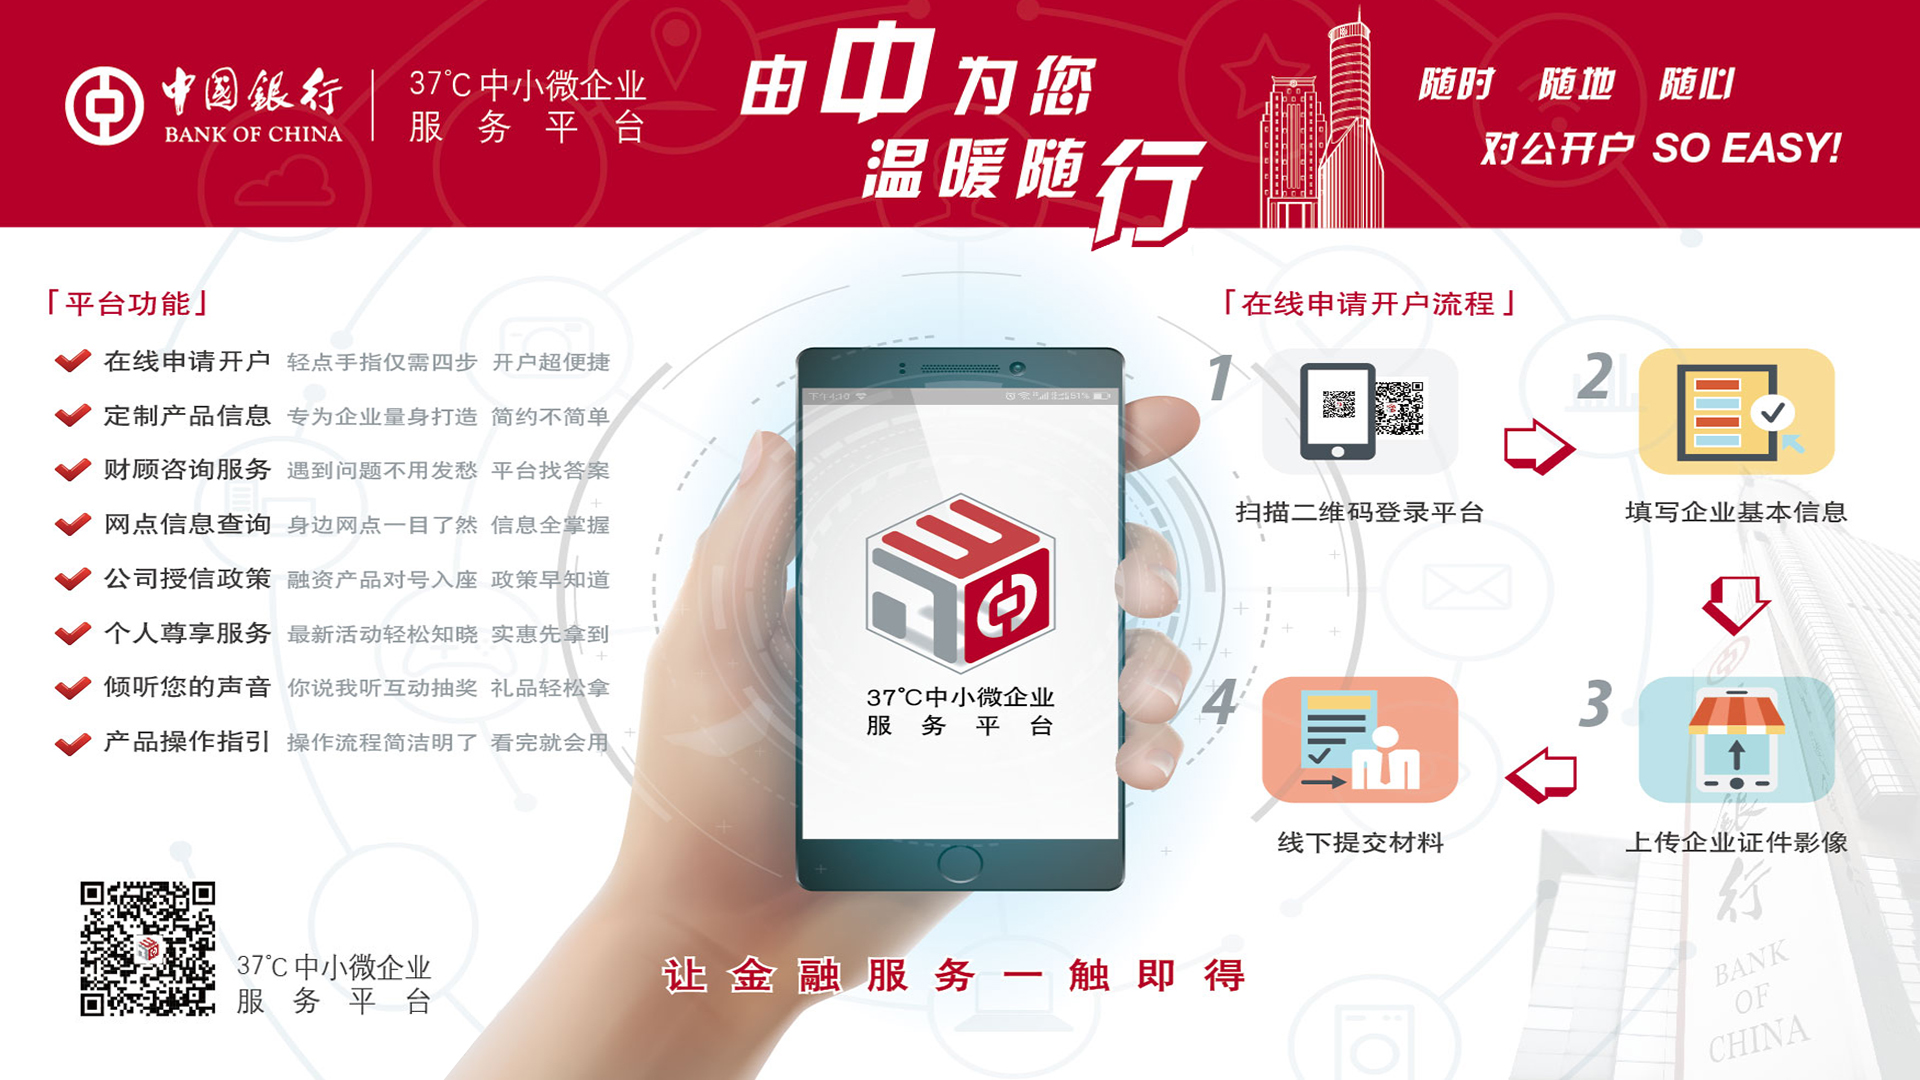 中國銀行
BANK OF CHINA
37℃中小微企业
服务平台
由中为您
温暖随行
随时 随地 随心
对公开户 SO EASY!
「平台功能」
在线申请开户 轻点手指仅需四步 开户超便捷
定制产品信息 专为企业量身打造 简约不简单
财顾咨询服务 遇到问题不用发愁 平台找答案
网点信息查询 身边网点一目了然 信息全掌握
公司授信政策 融资产品对号入座 政策早知道
个人尊享服务 最新活动轻松知晓 实惠先拿到
倾听您的声音 你说我听互动抽奖 礼品轻松拿
产品操作指引 操作流程简洁明了 看完就会用
37℃中小微企业
服务平台
下午4:10
51%
37℃中小微企业
服务平台
让金融服务一触即得
「在线申请开户流程」
1
扫描二维码登录平台
2
填写企业基本信息
3
上传企业证件影像
4
线下提交材料
銀
行
BANK
OF
CHINA